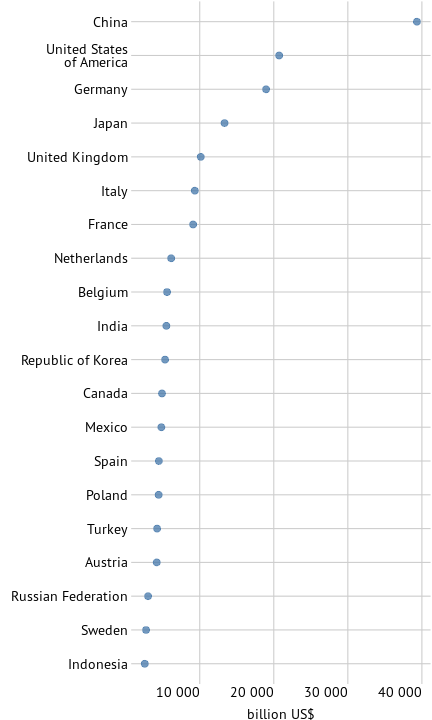 China
United States
of America
Germany
Japan
United Kingdom
Italy
France
Netherlands
Belgium
India
Republic of Korea
Canada
Mexico
Spain
Poland
Turkey
Austria
Russian Federation
Sweden
Indonesia
10 000 20 000 30 000 40 000
billion US$